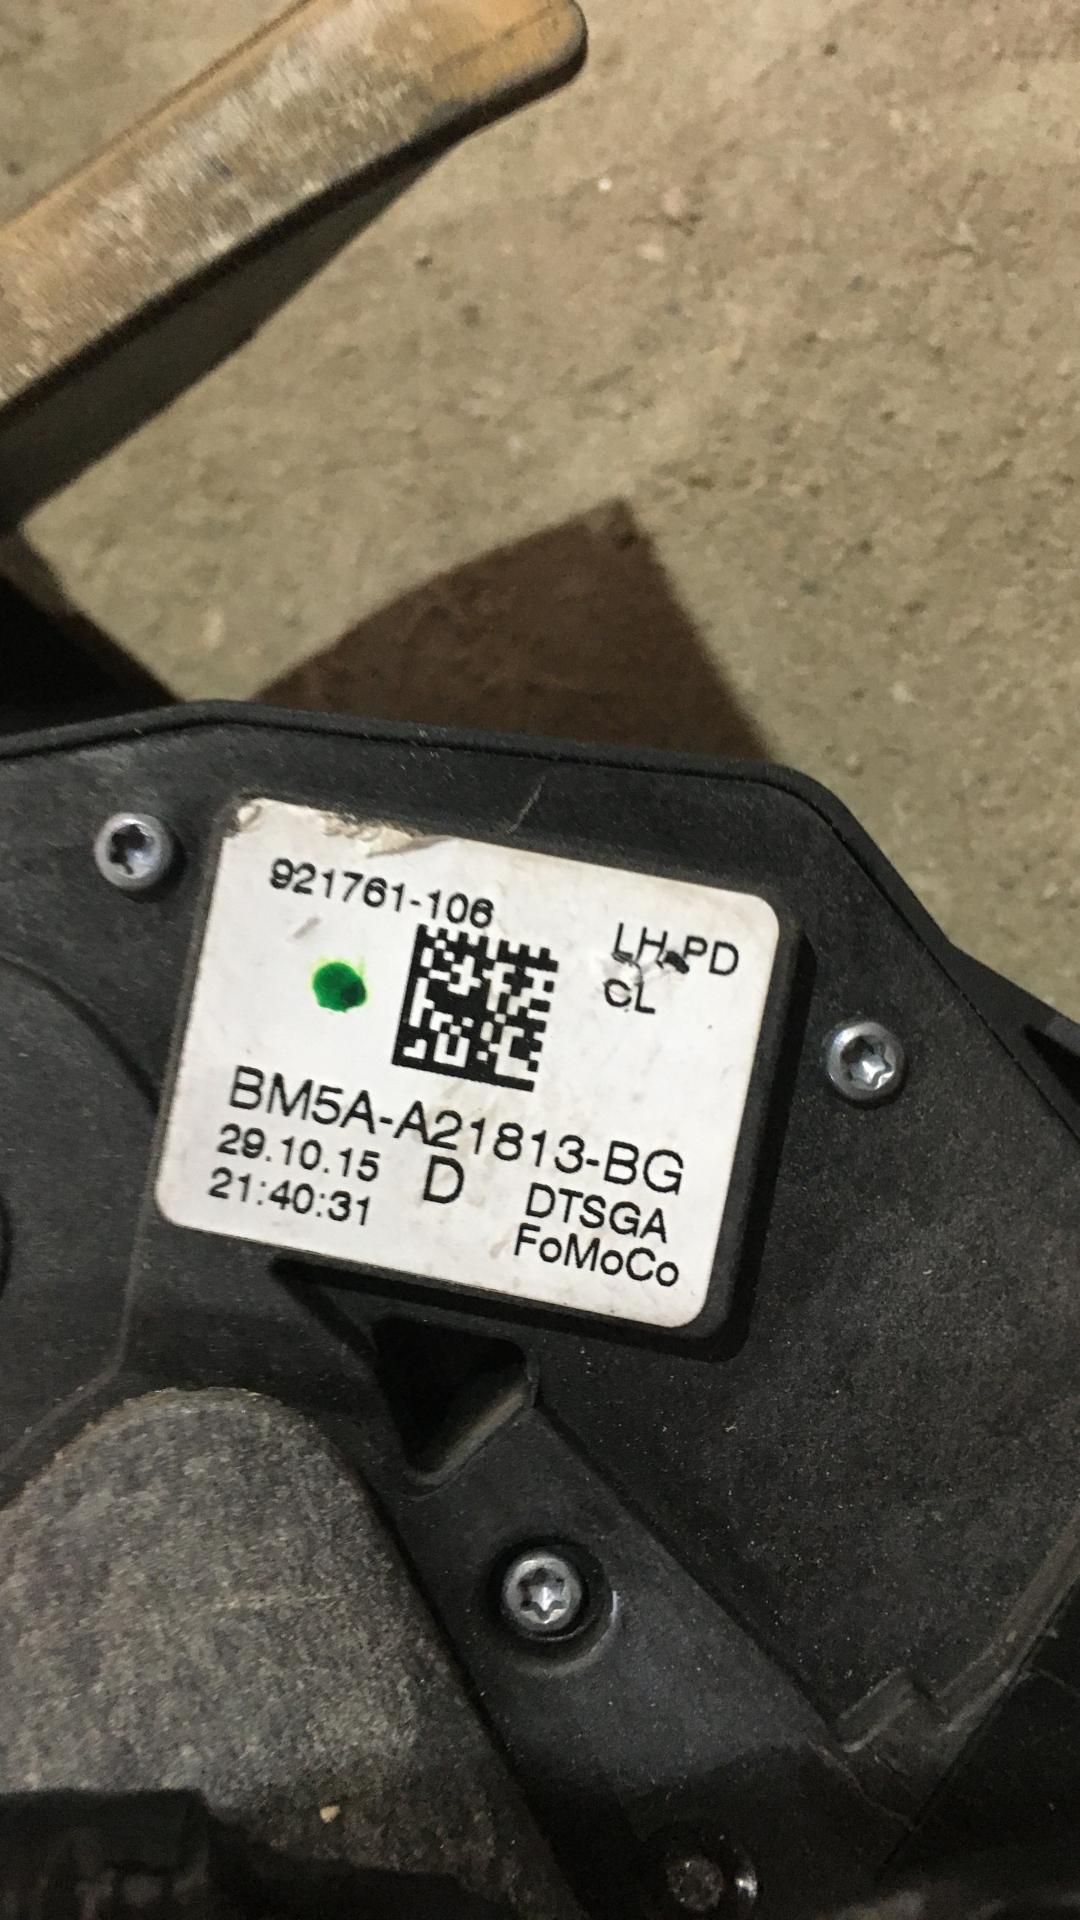 921761-106
LH-PD
CL
BM5A-A21813-BG
29.10.15 D DTSGA
21:40:31 FoMoCo